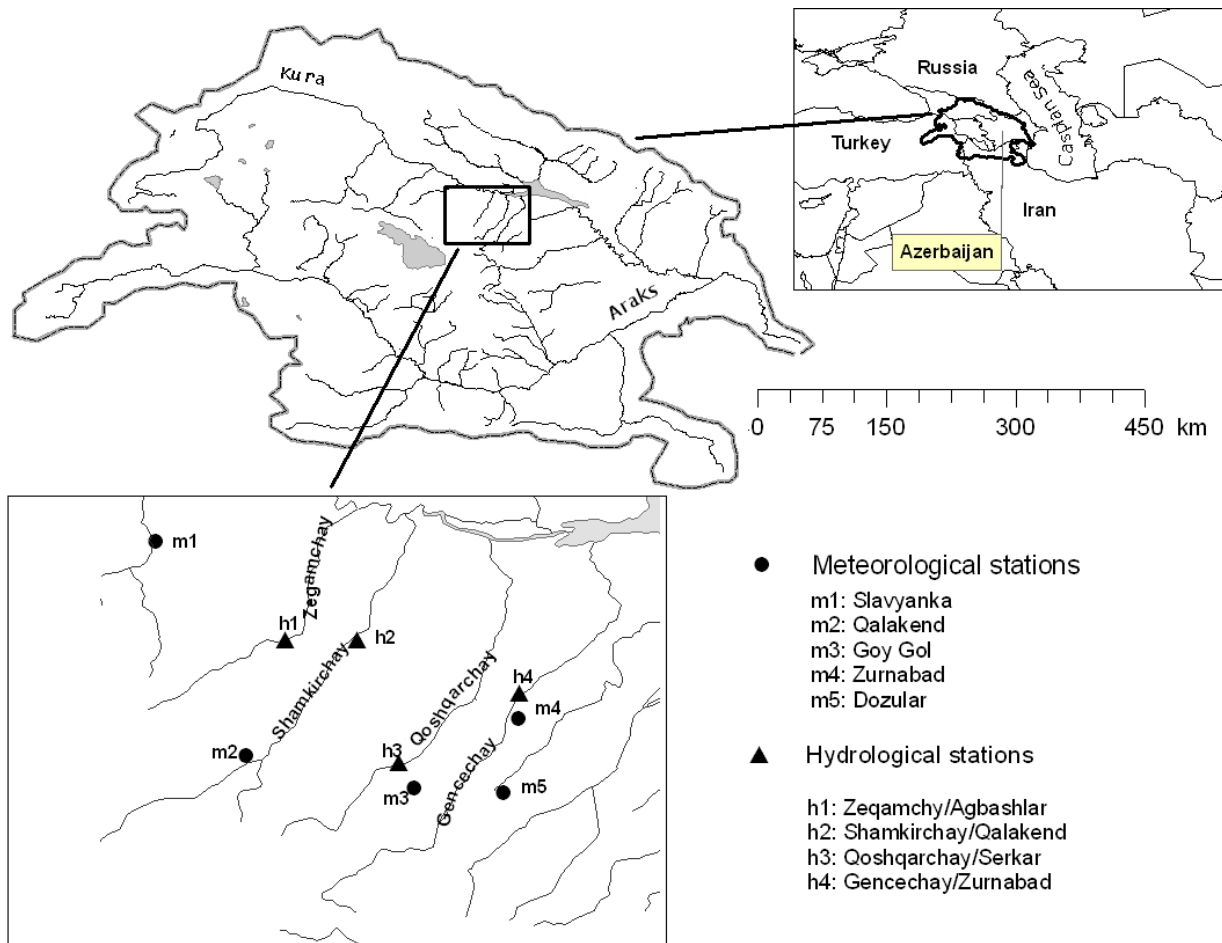 Kura
Araks
Russia
Caspian Sea
Turkey
Iran
Azerbaijan
0 75 150 300 450 km
m1
Zegamchay
h1
h2
Shamkirchay
Qoshqarchay
h4
m4
m2
h3
m3
Gencechay
m5
Meteorological stations
m1: Slavyanka
m2: Qalakend
m3: Goy Gol
m4: Zurnabad
m5: Dozular
Hydrological stations
h1: Zeqamchy/Agbashlar
h2: Shamkirchay/Qalakend
h3: Qoshqarchay/Serkar
h4: Gencechay/Zurnabad